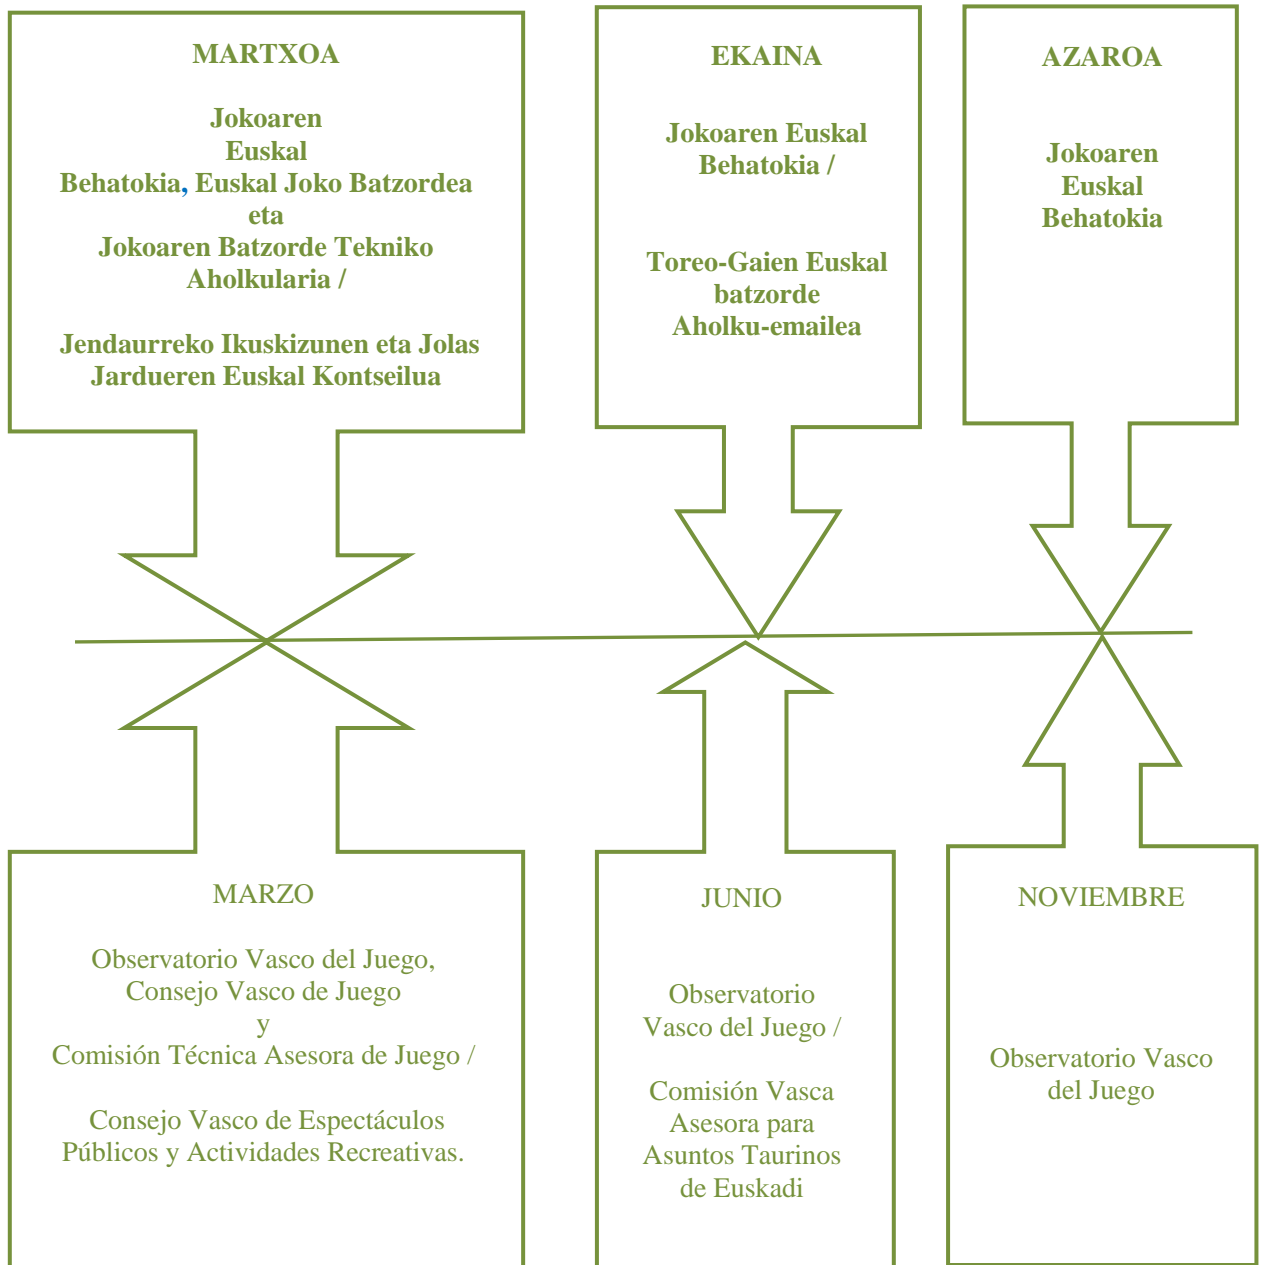 MARTXOA
Jokoaren
Euskal
Behatokia, Euskal Joko Batzordea
eta
Jokoaren Batzorde Tekniko
Aholkularia /
Jendaurreko Ikuskizunen eta Jolas
Jardueren Euskal Kontseilua
EKAINA
Jokoaren Euskal
Behatokia /
Toreo-Gaien Euskal
batzorde
Aholku-emailea
AZAROA
Jokoaren
Euskal
Behatokia
MARZO
Observatorio Vasco del Juego,
Consejo Vasco de Juego
y
Comisión Técnica Asesora de Juego /
Consejo Vasco de Espectáculos
Públicos y Actividades Recreativas.
JUNIO
Observatorio
Vasco del Juego /
Comisión Vasca
Asesora para
Asuntos Taurinos
de Euskadi
NOVIEMBRE
Observatorio Vasco
del Juego